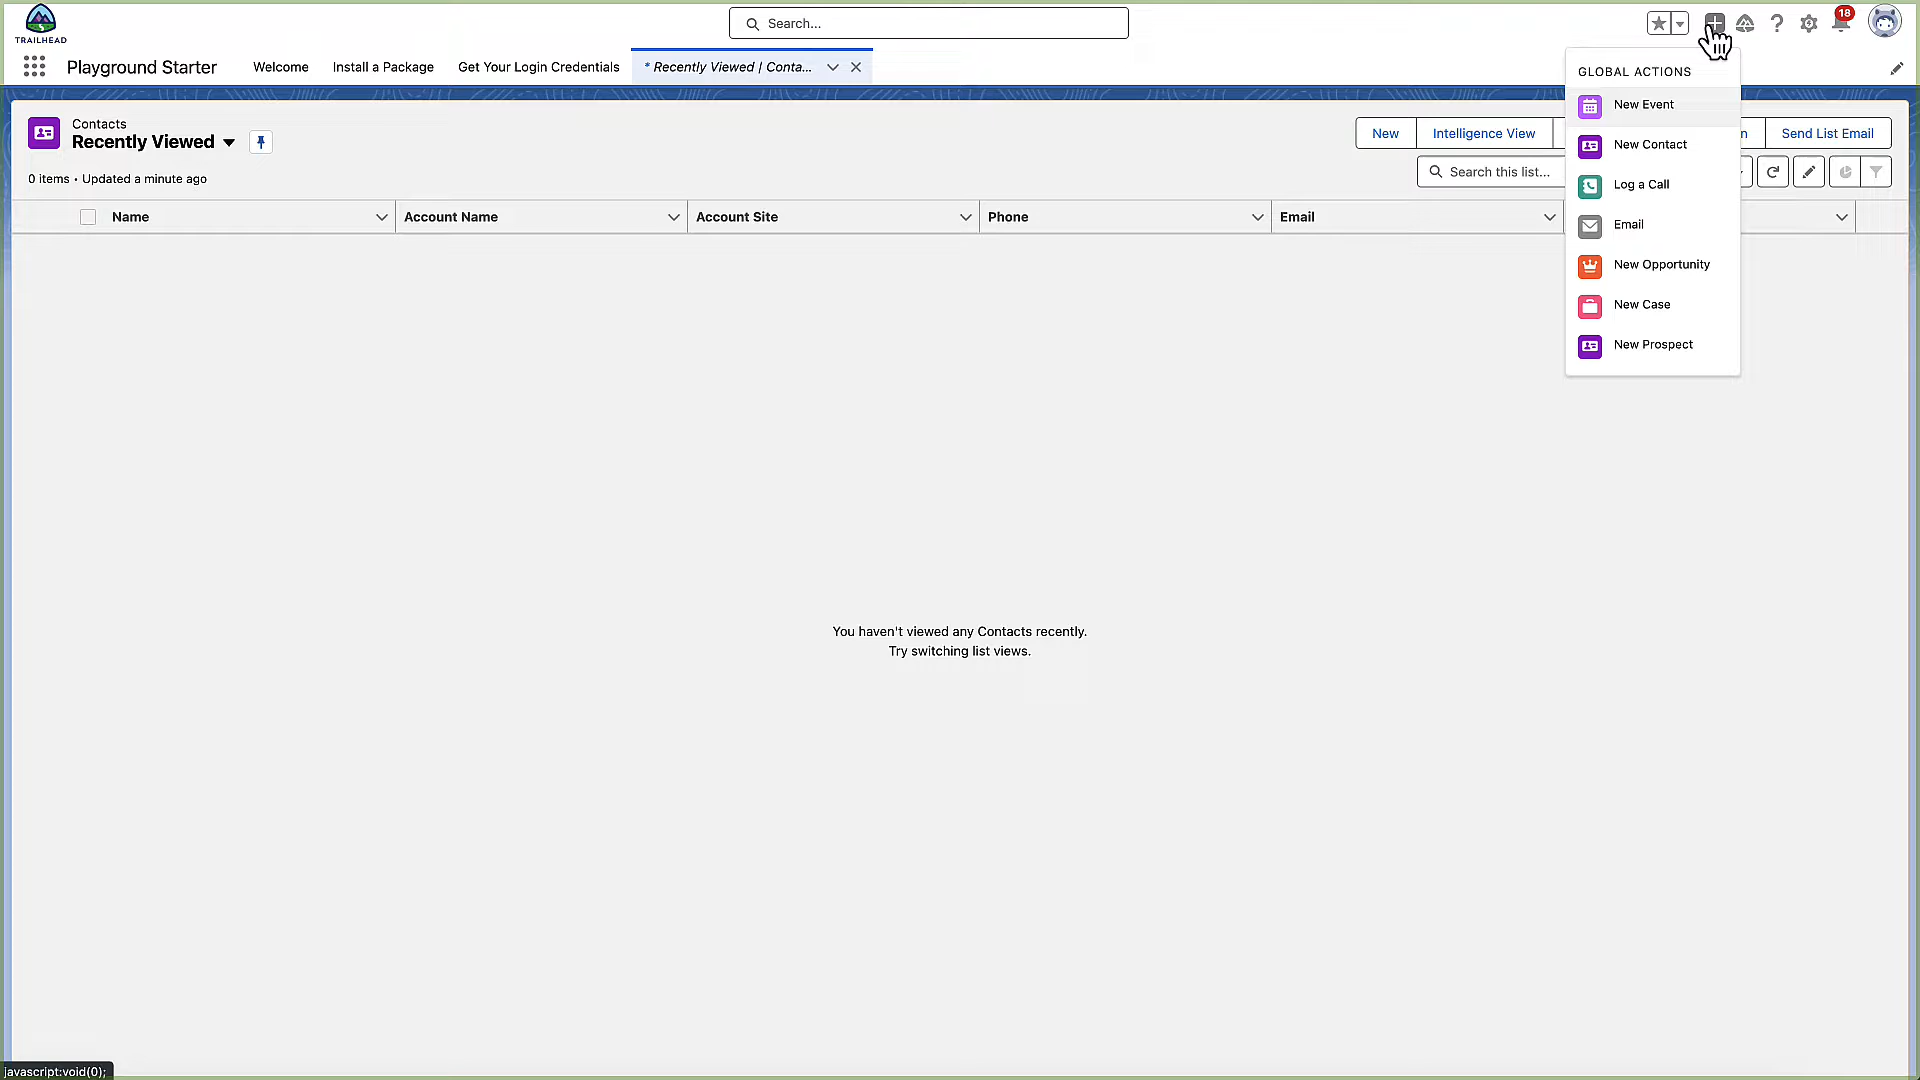 TRAILHEAD
Search...
18
Playground Starter
Welcome
Install a Package
Get Your Login Credentials
* Recently Viewed | Conta...
GLOBAL ACTIONS
New Event
New Contact
Log a Call
Email
New Opportunity
New Case
New Prospect
Contacts
Recently Viewed
New
Intelligence View
n
Send List Email
0 items • Updated a minute ago
Search this list...
Name
Account Name
Account Site
Phone
Email
You haven't viewed any Contacts recently.
Try switching list views.
javascript:void(0);